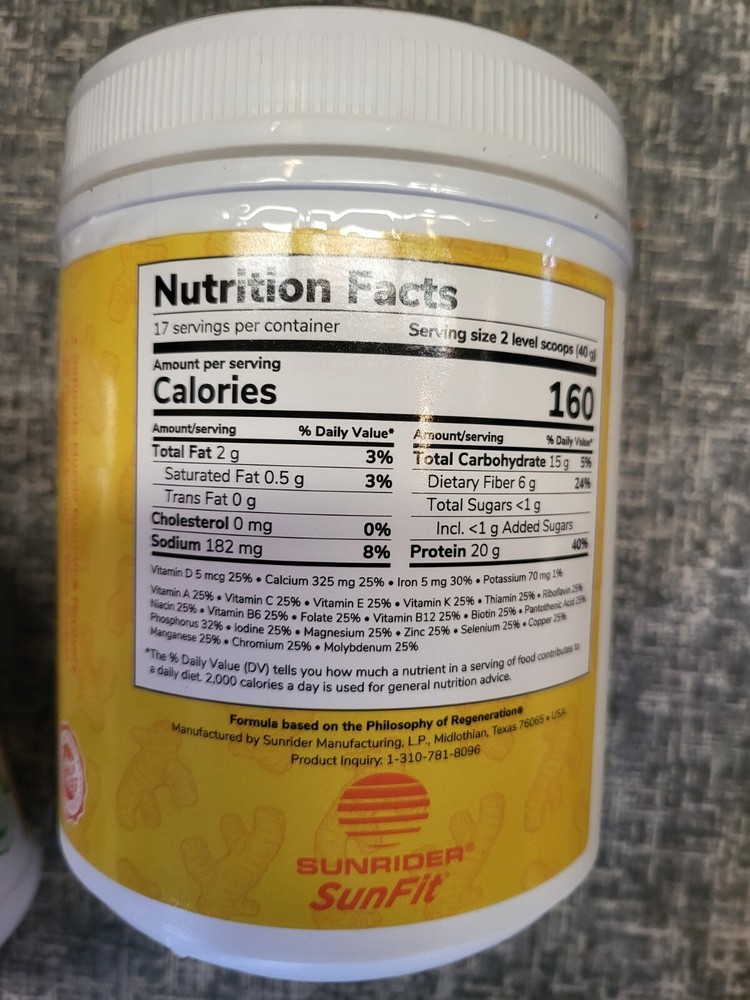 Nutrition Facts
17 servings per container Serving size 2 level scoops (40 g)
Amount per serving
Calories 160
Amount/serving % Daily Value*
Total Fat 2 g 3%
Saturated Fat 0.5 g 3%
Trans Fat 0 g
Cholesterol 0 mg 0%
Sodium 182 mg 8%
Amount/serving % Daily Value*
Total Carbohydrate 15 g 5%
Dietary Fiber 6 g 24%
Total Sugars <1 g
Incl. <1 g Added Sugars
Protein 20 g 40%
Vitamin D 5 mcg 25% • Calcium 325 mg 25% • Iron 5 mg 30% • Potassium 70 mg 1%
Vitamin A 25% • Vitamin C 25% • Vitamin E 25% • Vitamin K 25% • Thiamin 25% • Riboflavin 25%
Niacin 25% • Vitamin B6 25% • Folate 25% • Vitamin B12 25% • Biotin 25% • Pantothenic Acid 25%
Phosphorus 32% • Iodine 25% • Magnesium 25% • Zinc 25% • Selenium 25% • Copper 25%
Manganese 25% • Chromium 25% • Molybdenum 25%
*The % Daily Value (DV) tells you how much a nutrient in a serving of food contributes to
a daily diet. 2,000 calories a day is used for general nutrition advice.
Formula based on the Philosophy of Regeneration®
Manufactured by Sunrider Manufacturing, L.P., Midlothian, Texas 76065 • USA
Product Inquiry: 1-310-781-8096
SUNRIDER®
SunFit